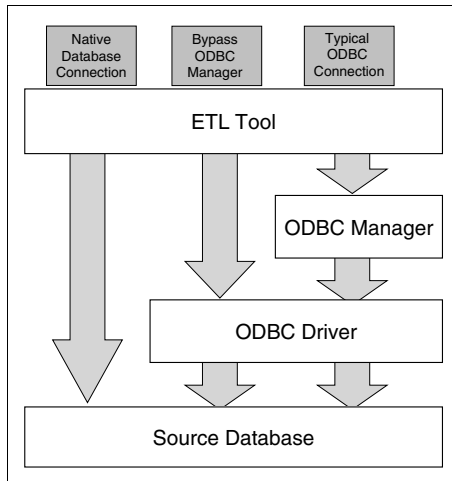 Native
Database
Connection
Bypass
ODBC
Manager
Typical
ODBC
Connection
ETL Tool
ODBC Manager
ODBC Driver
Source Database